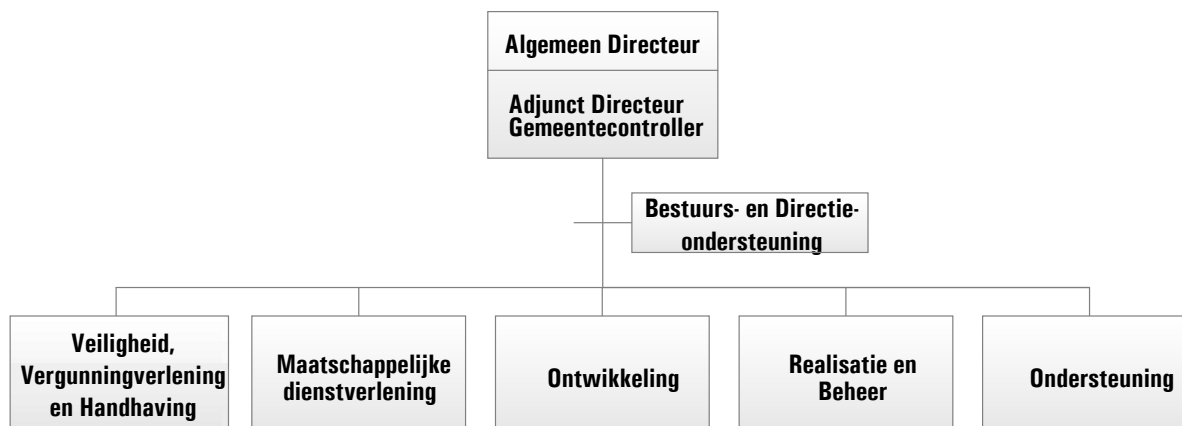 Algemeen Directeur
Adjunct Directeur
Gemeentecontroller
Bestuurs- en Directie-
ondersteuning
Veiligheid,
Vergunningverlening
en Handhaving
Maatschappelijke
dienstverlening
Ontwikkeling
Realisatie en
Beheer
Ondersteuning